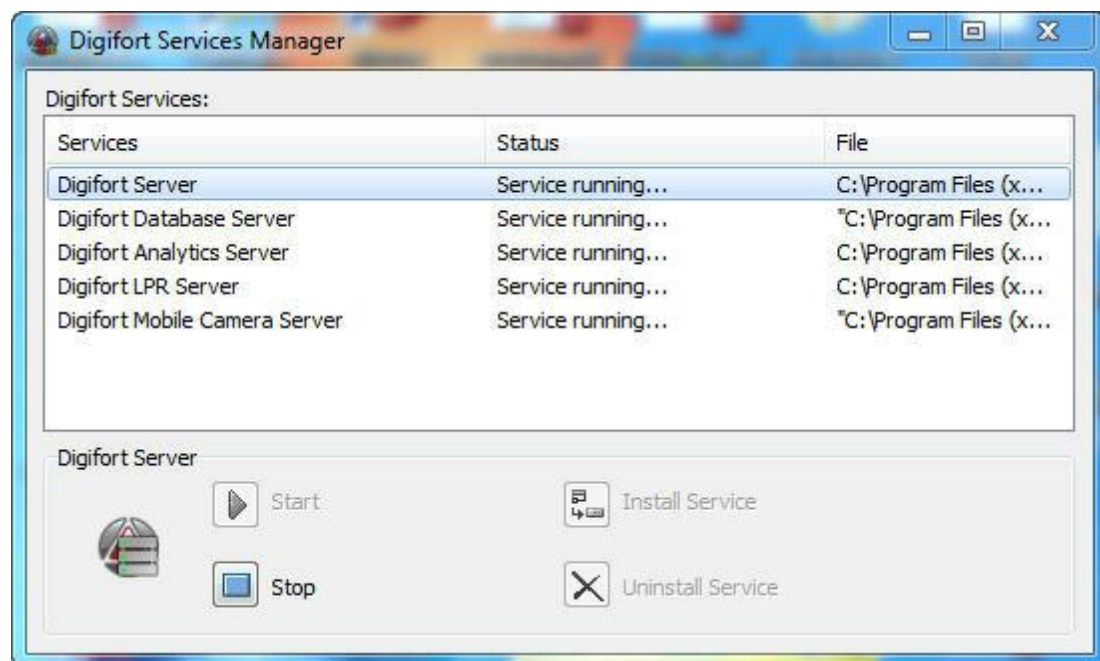 Digifort Services Manager
Digifort Services:
Services Status File
Digifort Server Service running... C:\Program Files (x...
Digifort Database Server Service running... "C:\Program Files (x...
Digifort Analytics Server Service running... C:\Program Files (x...
Digifort LPR Server Service running... C:\Program Files (x...
Digifort Mobile Camera Server Service running... "C:\Program Files (x...
Digifort Server
Start Install Service
Stop Uninstall Service